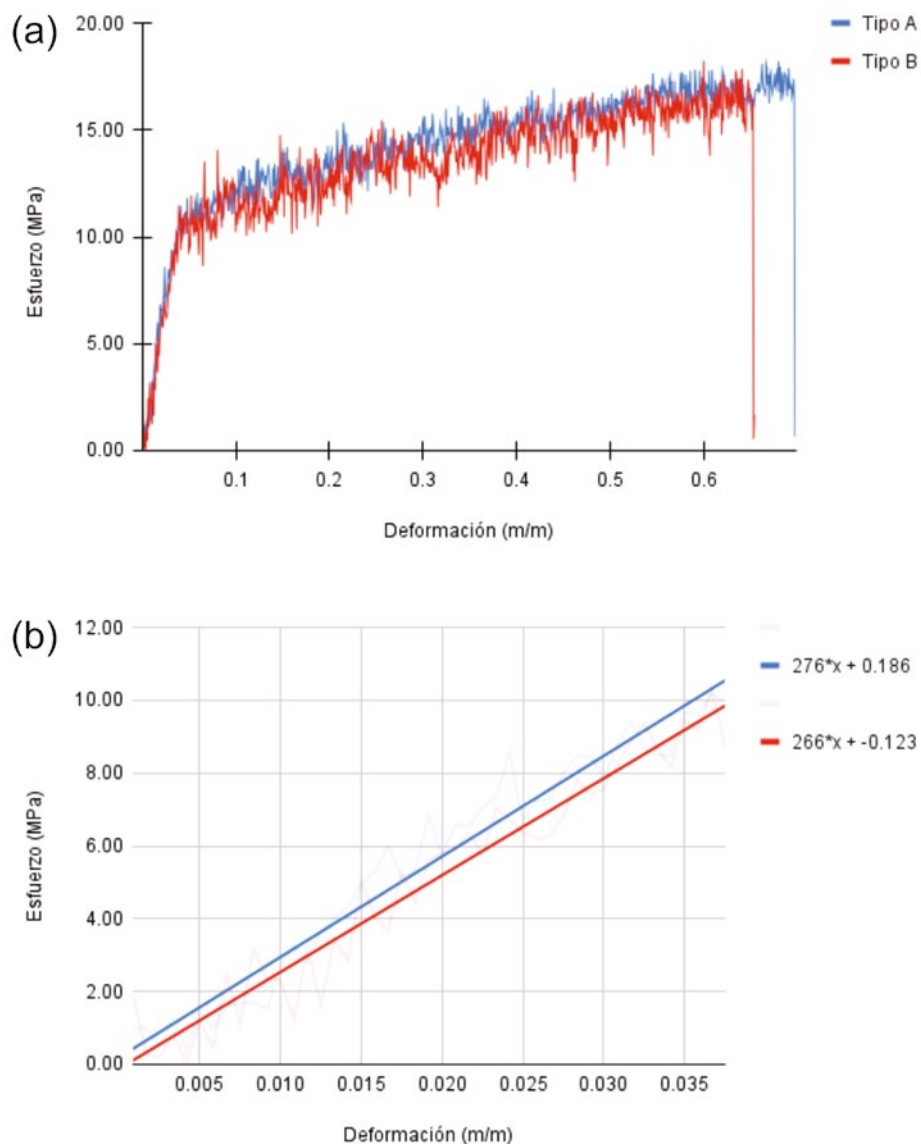 (a)
20.00
15.00
10.00
5.00
0.00
Esfuerzo (MPa)
0.1 0.2 0.3 0.4 0.5 0.6
Deformación (m/m)
Tipo A
Tipo B
(b)
12.00
10.00
8.00
6.00
4.00
2.00
0.00
Esfuerzo (MPa)
0.005 0.010 0.015 0.020 0.025 0.030 0.035
Deformación (m/m)
276*x + 0.186
266*x + -0.123